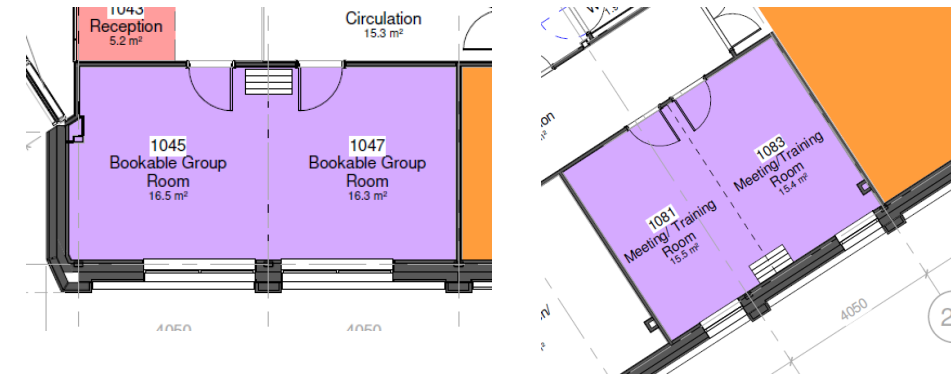 1043
Reception
5.2 m²
Circulation
15.3 m²
1045
Bookable Group
Room
16.5 m²
1047
Bookable Group
Room
16.3 m²
4050
4050
1083
Meeting/Training
Room
15.4 m²
1081
Meeting/ Training
Room
15.5 m²
4050
2